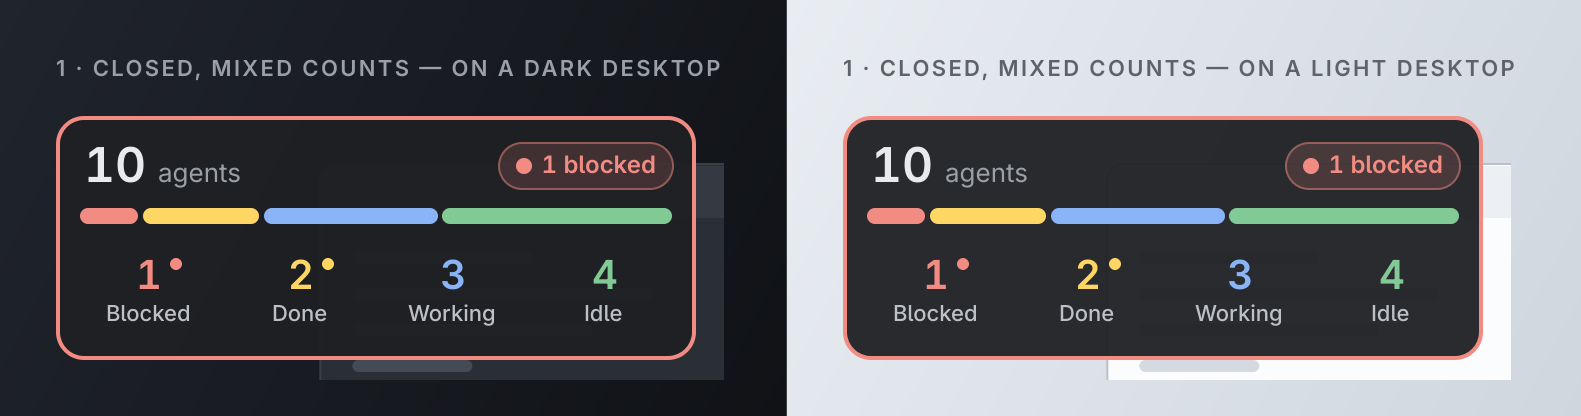 1 · CLOSED, MIXED COUNTS — ON A DARK DESKTOP
10 agents
1 blocked
1 2 3 4
Blocked Done Working Idle
1 · CLOSED, MIXED COUNTS — ON A LIGHT DESKTOP
10 agents
1 blocked
1 2 3 4
Blocked Done Working Idle